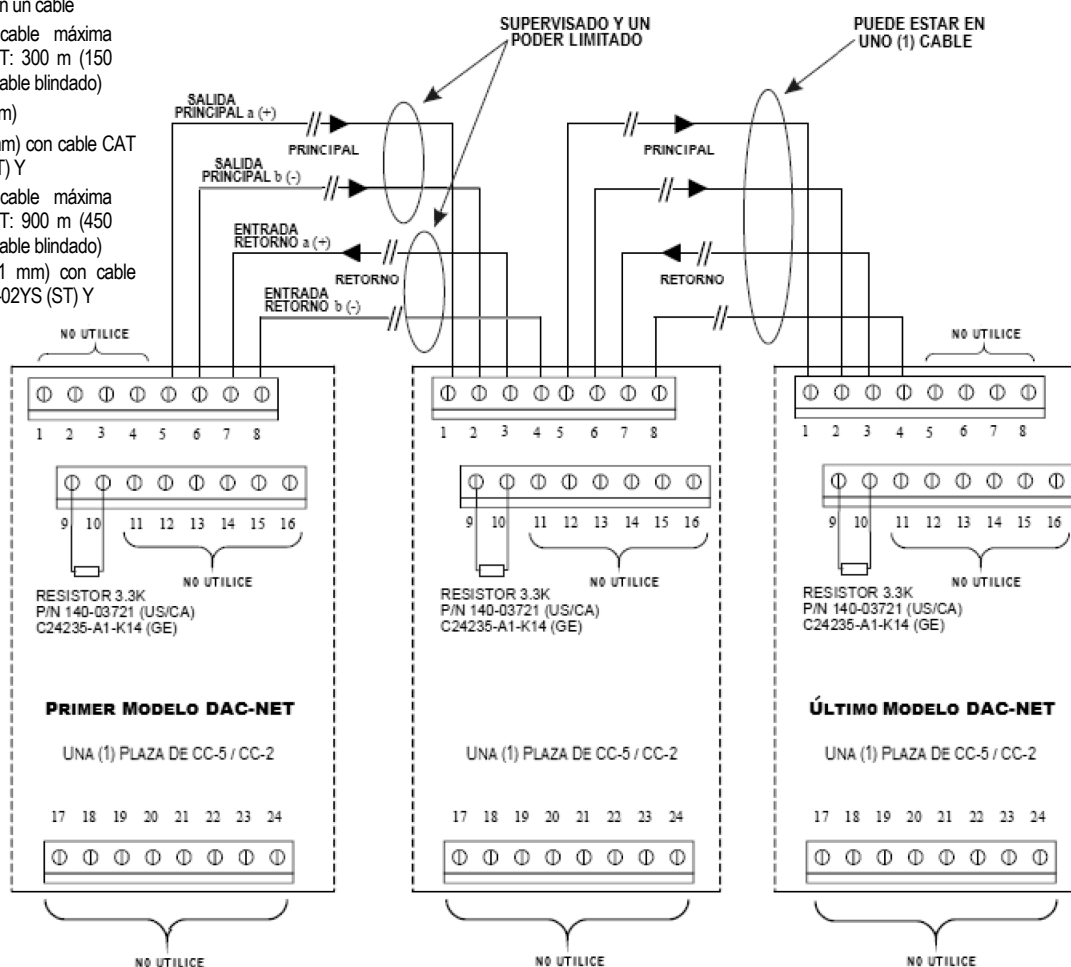 n un cable
cable máxima
T: 300 m (150
able blindado)
m)
nm) con cable CAT
T) Y
cable máxima
T: 900 m (450
able blindado)
1 mm) con cable
-02YS (ST) Y
SUPERVISADO Y UN
PODER LIMITADO
PUEDE ESTAR EN
UNO (1) CABLE
SALIDA
PRINCIPAL a (+)
PRINCIPAL
SALIDA
PRINCIPAL b (-)
ENTRADA
RETORNO a (+)
RETORNO
ENTRADA
RETORNO b (-)
PRINCIPAL
RETORNO
NO UTILICE
1 2 3 4 5 6 7 8
9 10 11 12 13 14 15 16
NO UTILICE
RESISTOR 3.3K
P/N 140-03721 (US/CA)
C24235-A1-K14 (GE)
PRIMER MODELO DAC-NET
UNA (1) PLAZA DE CC-5 / CC-2
17 18 19 20 21 22 23 24
NO UTILICE
1 2 3 4 5 6 7 8
9 10 11 12 13 14 15 16
NO UTILICE
RESISTOR 3.3K
P/N 140-03721 (US/CA)
C24235-A1-K14 (GE)
UNA (1) PLAZA DE CC-5 / CC-2
17 18 19 20 21 22 23 24
NO UTILICE
NO UTILICE
1 2 3 4 5 6 7 8
9 10 11 12 13 14 15 16
NO UTILICE
RESISTOR 3.3K
P/N 140-03721 (US/CA)
C24235-A1-K14 (GE)
ÚLTIMO MODELO DAC-NET
UNA (1) PLAZA DE CC-5 / CC-2
17 18 19 20 21 22 23 24
NO UTILICE